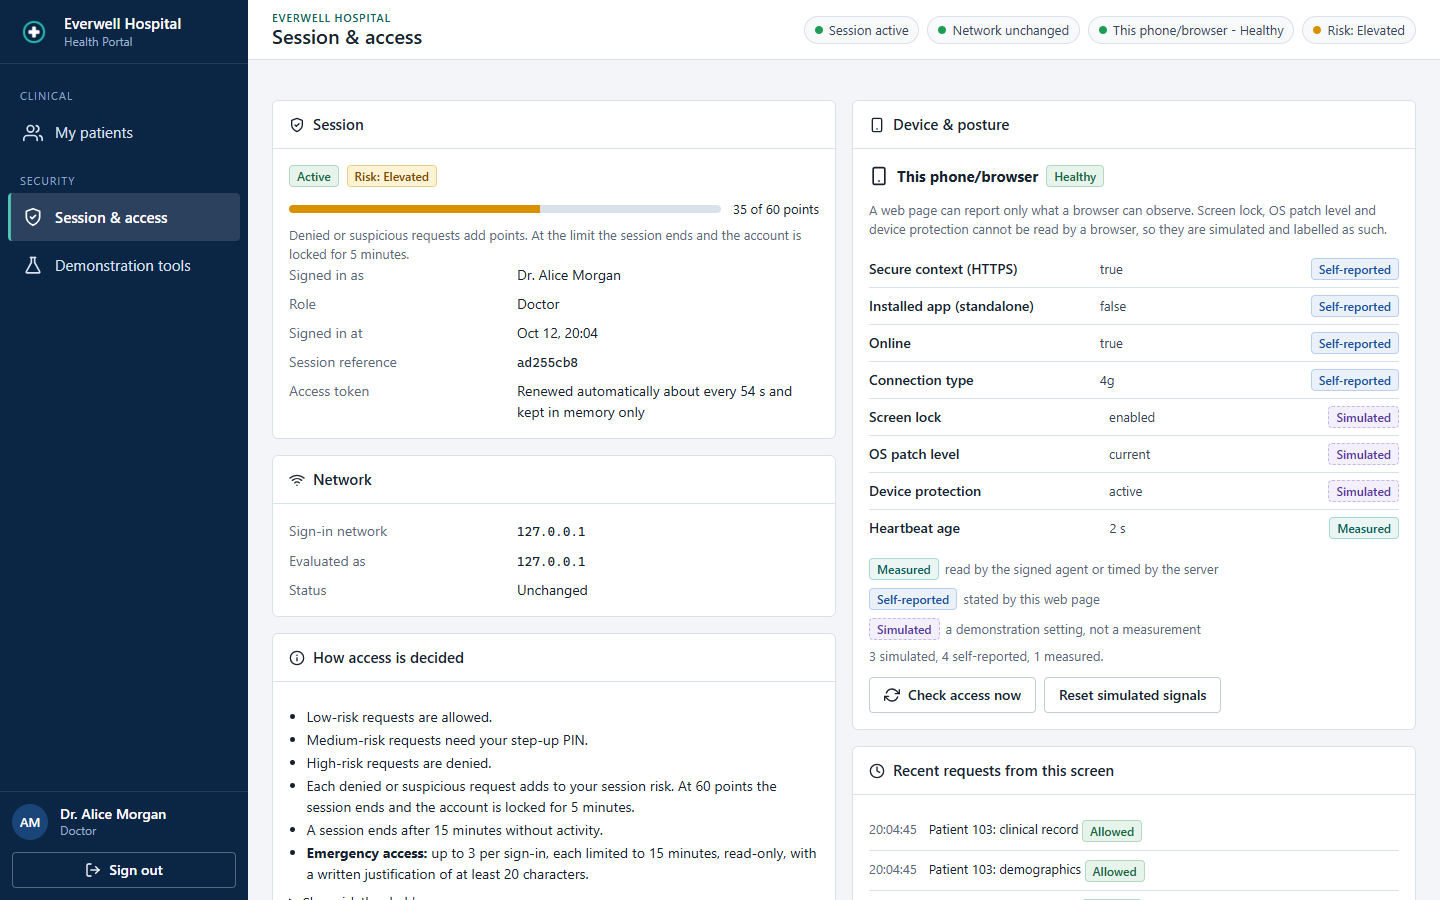 Everwell Hospital
Health Portal
CLINICAL
My patients
SECURITY
Session & access
Demonstration tools
AM
Dr. Alice Morgan
Doctor
Sign out
EVERWELL HOSPITAL
Session & access
Session active
Network unchanged
This phone/browser - Healthy
Risk: Elevated
Session
Active
Risk: Elevated
35 of 60 points
Denied or suspicious requests add points. At the limit the session ends and the account is
locked for 5 minutes.
Signed in as Dr. Alice Morgan
Role Doctor
Signed in at Oct 12, 20:04
Session reference ad255cb8
Access token Renewed automatically about every 54 s and
kept in memory only
Network
Sign-in network 127.0.0.1
Evaluated as 127.0.0.1
Status Unchanged
How access is decided
Low-risk requests are allowed.
Medium-risk requests need your step-up PIN.
High-risk requests are denied.
Each denied or suspicious request adds to your session risk. At 60 points the
session ends and the account is locked for 5 minutes.
A session ends after 15 minutes without activity.
Emergency access: up to 3 per sign-in, each limited to 15 minutes, read-only, with
a written justification of at least 20 characters.
Device & posture
This phone/browser Healthy
A web page can report only what a browser can observe. Screen lock, OS patch level and
device protection cannot be read by a browser, so they are simulated and labelled as such.
Secure context (HTTPS) true Self-reported
Installed app (standalone) false Self-reported
Online true Self-reported
Connection type 4g Self-reported
Screen lock enabled Simulated
OS patch level current Simulated
Device protection active Simulated
Heartbeat age 2 s Measured
Measured read by the signed agent or timed by the server
Self-reported stated by this web page
Simulated a demonstration setting, not a measurement
3 simulated, 4 self-reported, 1 measured.
Check access now
Reset simulated signals
Recent requests from this screen
20:04:45 Patient 103: clinical record Allowed
20:04:45 Patient 103: demographics Allowed